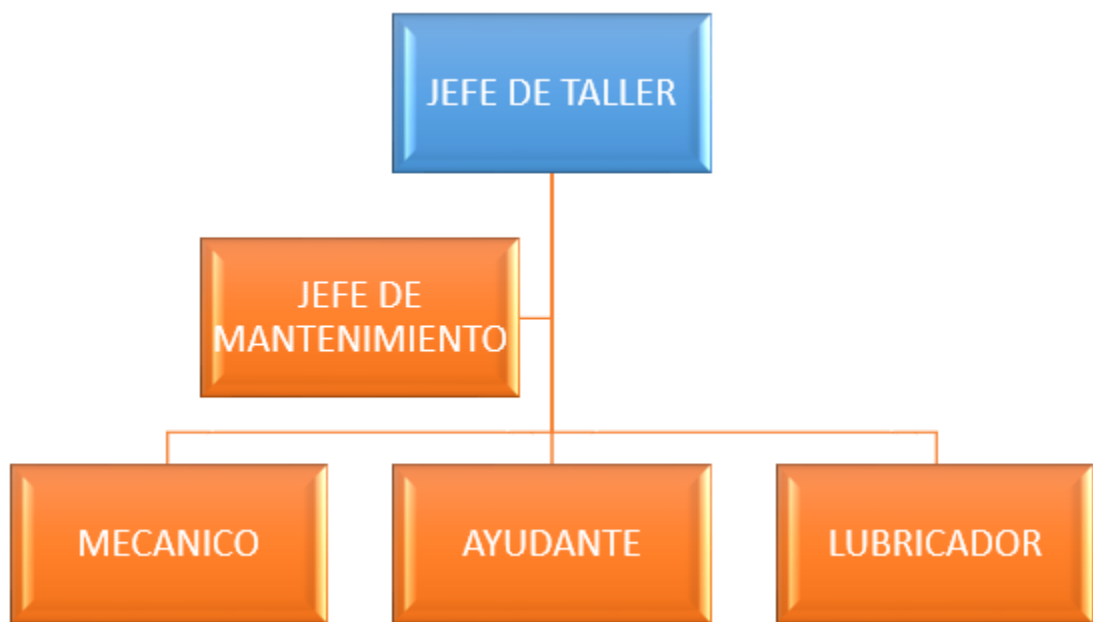 JEFE DE TALLER
JEFE DE
MANTENIMIENTO
MECANICO
AYUDANTE
LUBRICADOR